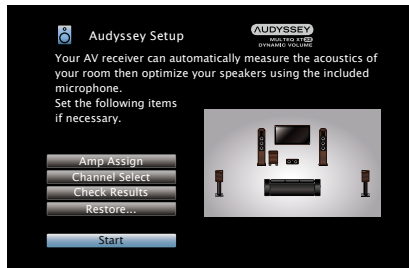 Audyssey Setup
AUDYSSEY
MULTEQ XT32
DYNAMIC VOLUME
Your AV receiver can automatically measure the acoustics of
your room then optimize your speakers using the included
microphone.
Set the following items
if necessary.
Amp Assign
Channel Select
Check Results
Restore...
Start